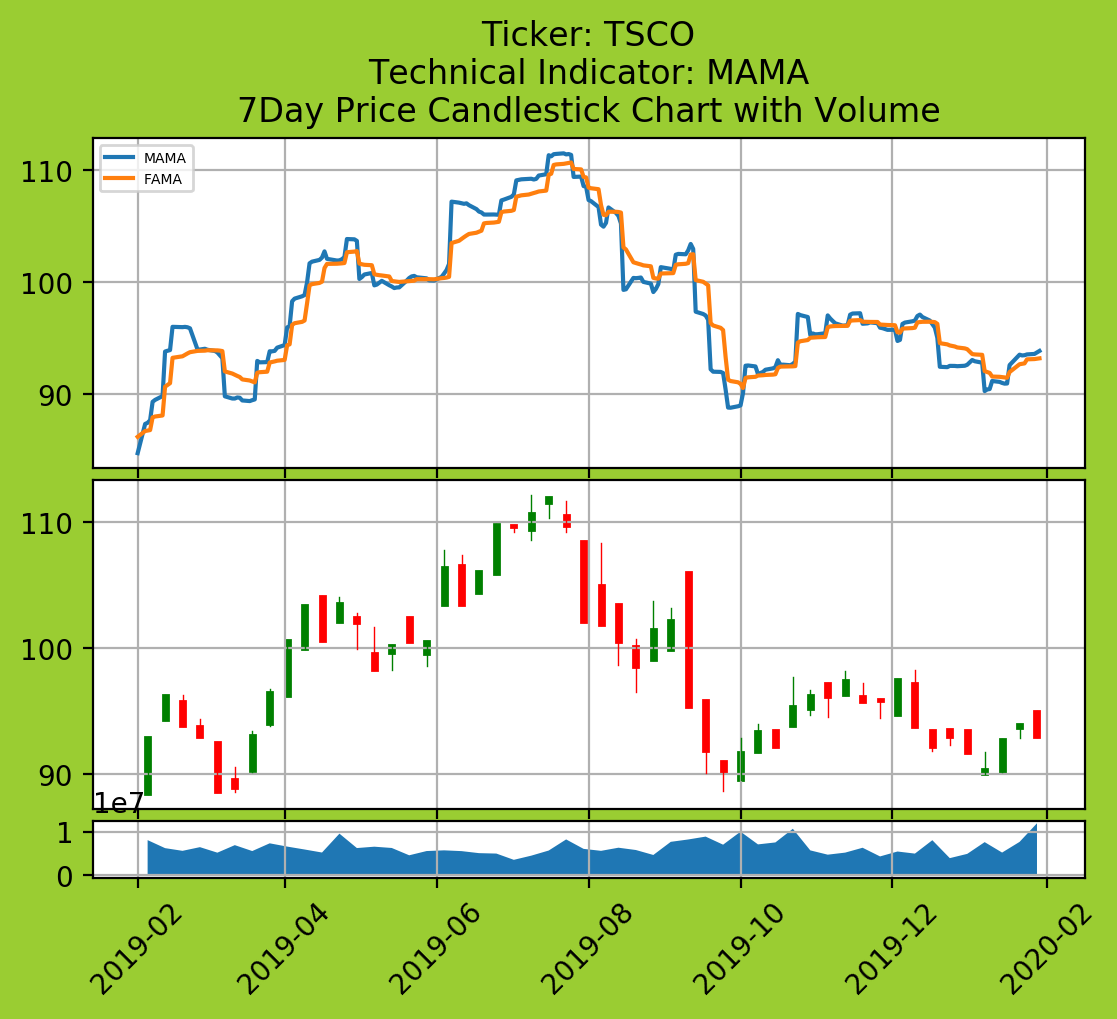 Ticker: TSCO
Technical Indicator: MAMA
7Day Price Candlestick Chart with Volume
MAMA
FAMA
110
100
90
110
100
90
1e7
1
0
2019-02
2019-04
2019-06
2019-08
2019-10
2019-12
2020-02